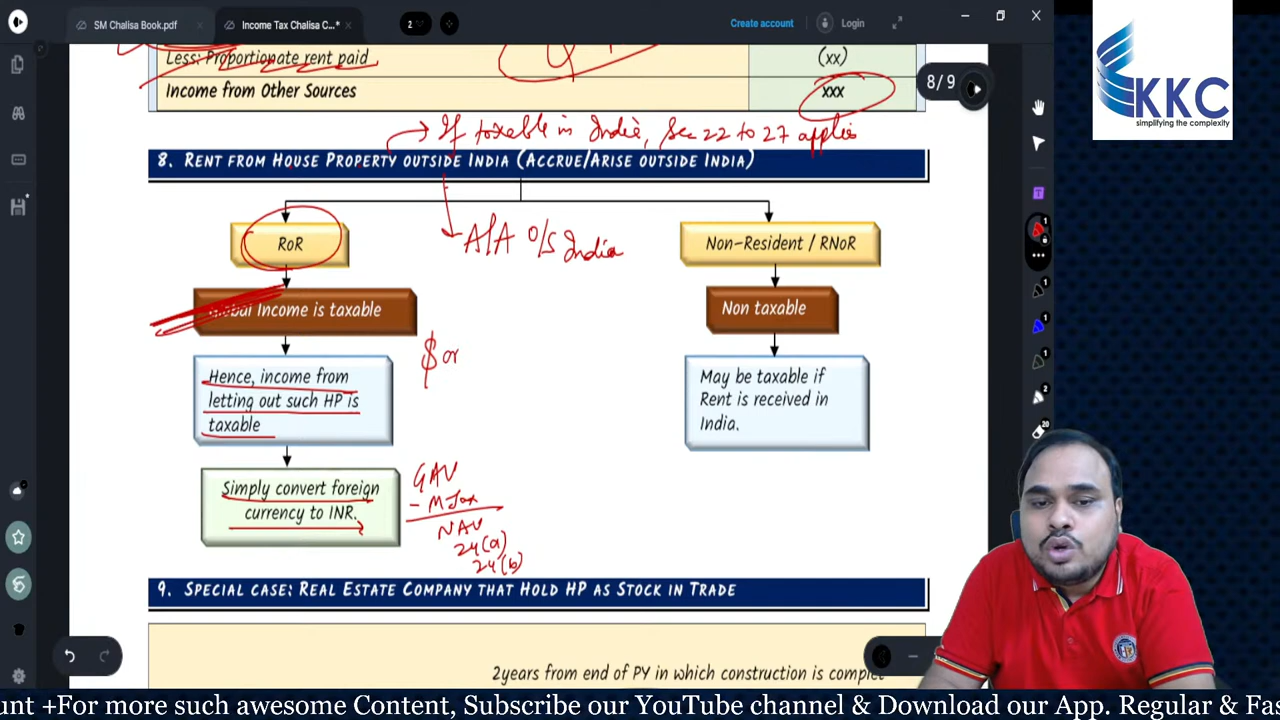 SM Chalisa Book.pdf
Income Tax Chalisa C...*
2
Create account
Login
Less: Proportionate rent paid
(xx)
Income from Other Sources
xxx
8/9
KKC
simplifying the complexity
If taxable in India, Sec 22 to 27 applies
8. Rent from House Property outside India (Accrue/Arise outside India)
RoR
A/A O/S India
Non-Resident / RNoR
Global Income is taxable
Non taxable
$ or
Hence, income from
letting out such HP is
taxable
May be taxable if
Rent is received in
India.
Simply convert foreign
currency to INR.
GAV
- M Tax
NAV
24(a)
24(b)
9. Special case: Real Estate Company that Hold HP as Stock in Trade
2years from end of PY in which construction is complet
unt +For more such awesome Content, Subscribe our YouTube channel & Download our App. Regular & Fas